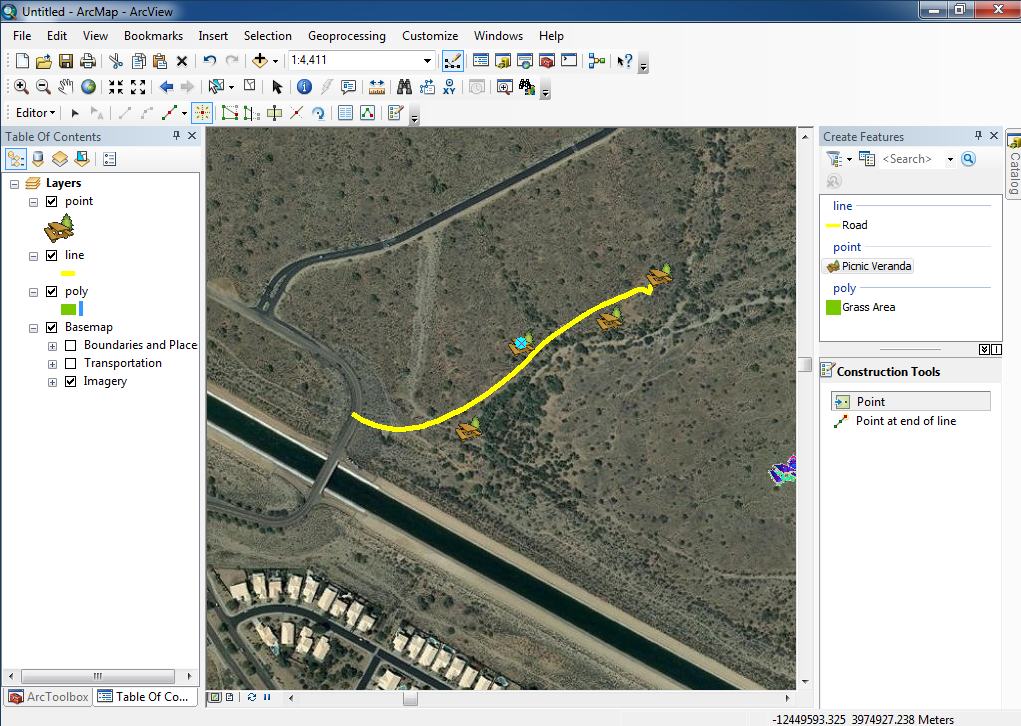 Untitled - ArcMap - ArcView
File Edit View Bookmarks Insert Selection Geoprocessing Customize Windows Help
1:4,411
XY
Editor
Table Of Contents
Create Features
<Search>
Catalog
Layers
point
line
poly
Basemap
Boundaries and Place
Transportation
Imagery
line
Road
point
Picnic Veranda
poly
Grass Area
Construction Tools
Point
Point at end of line
ArcToolbox
Table Of Co...
-12449593.325 3974927.238 Meters